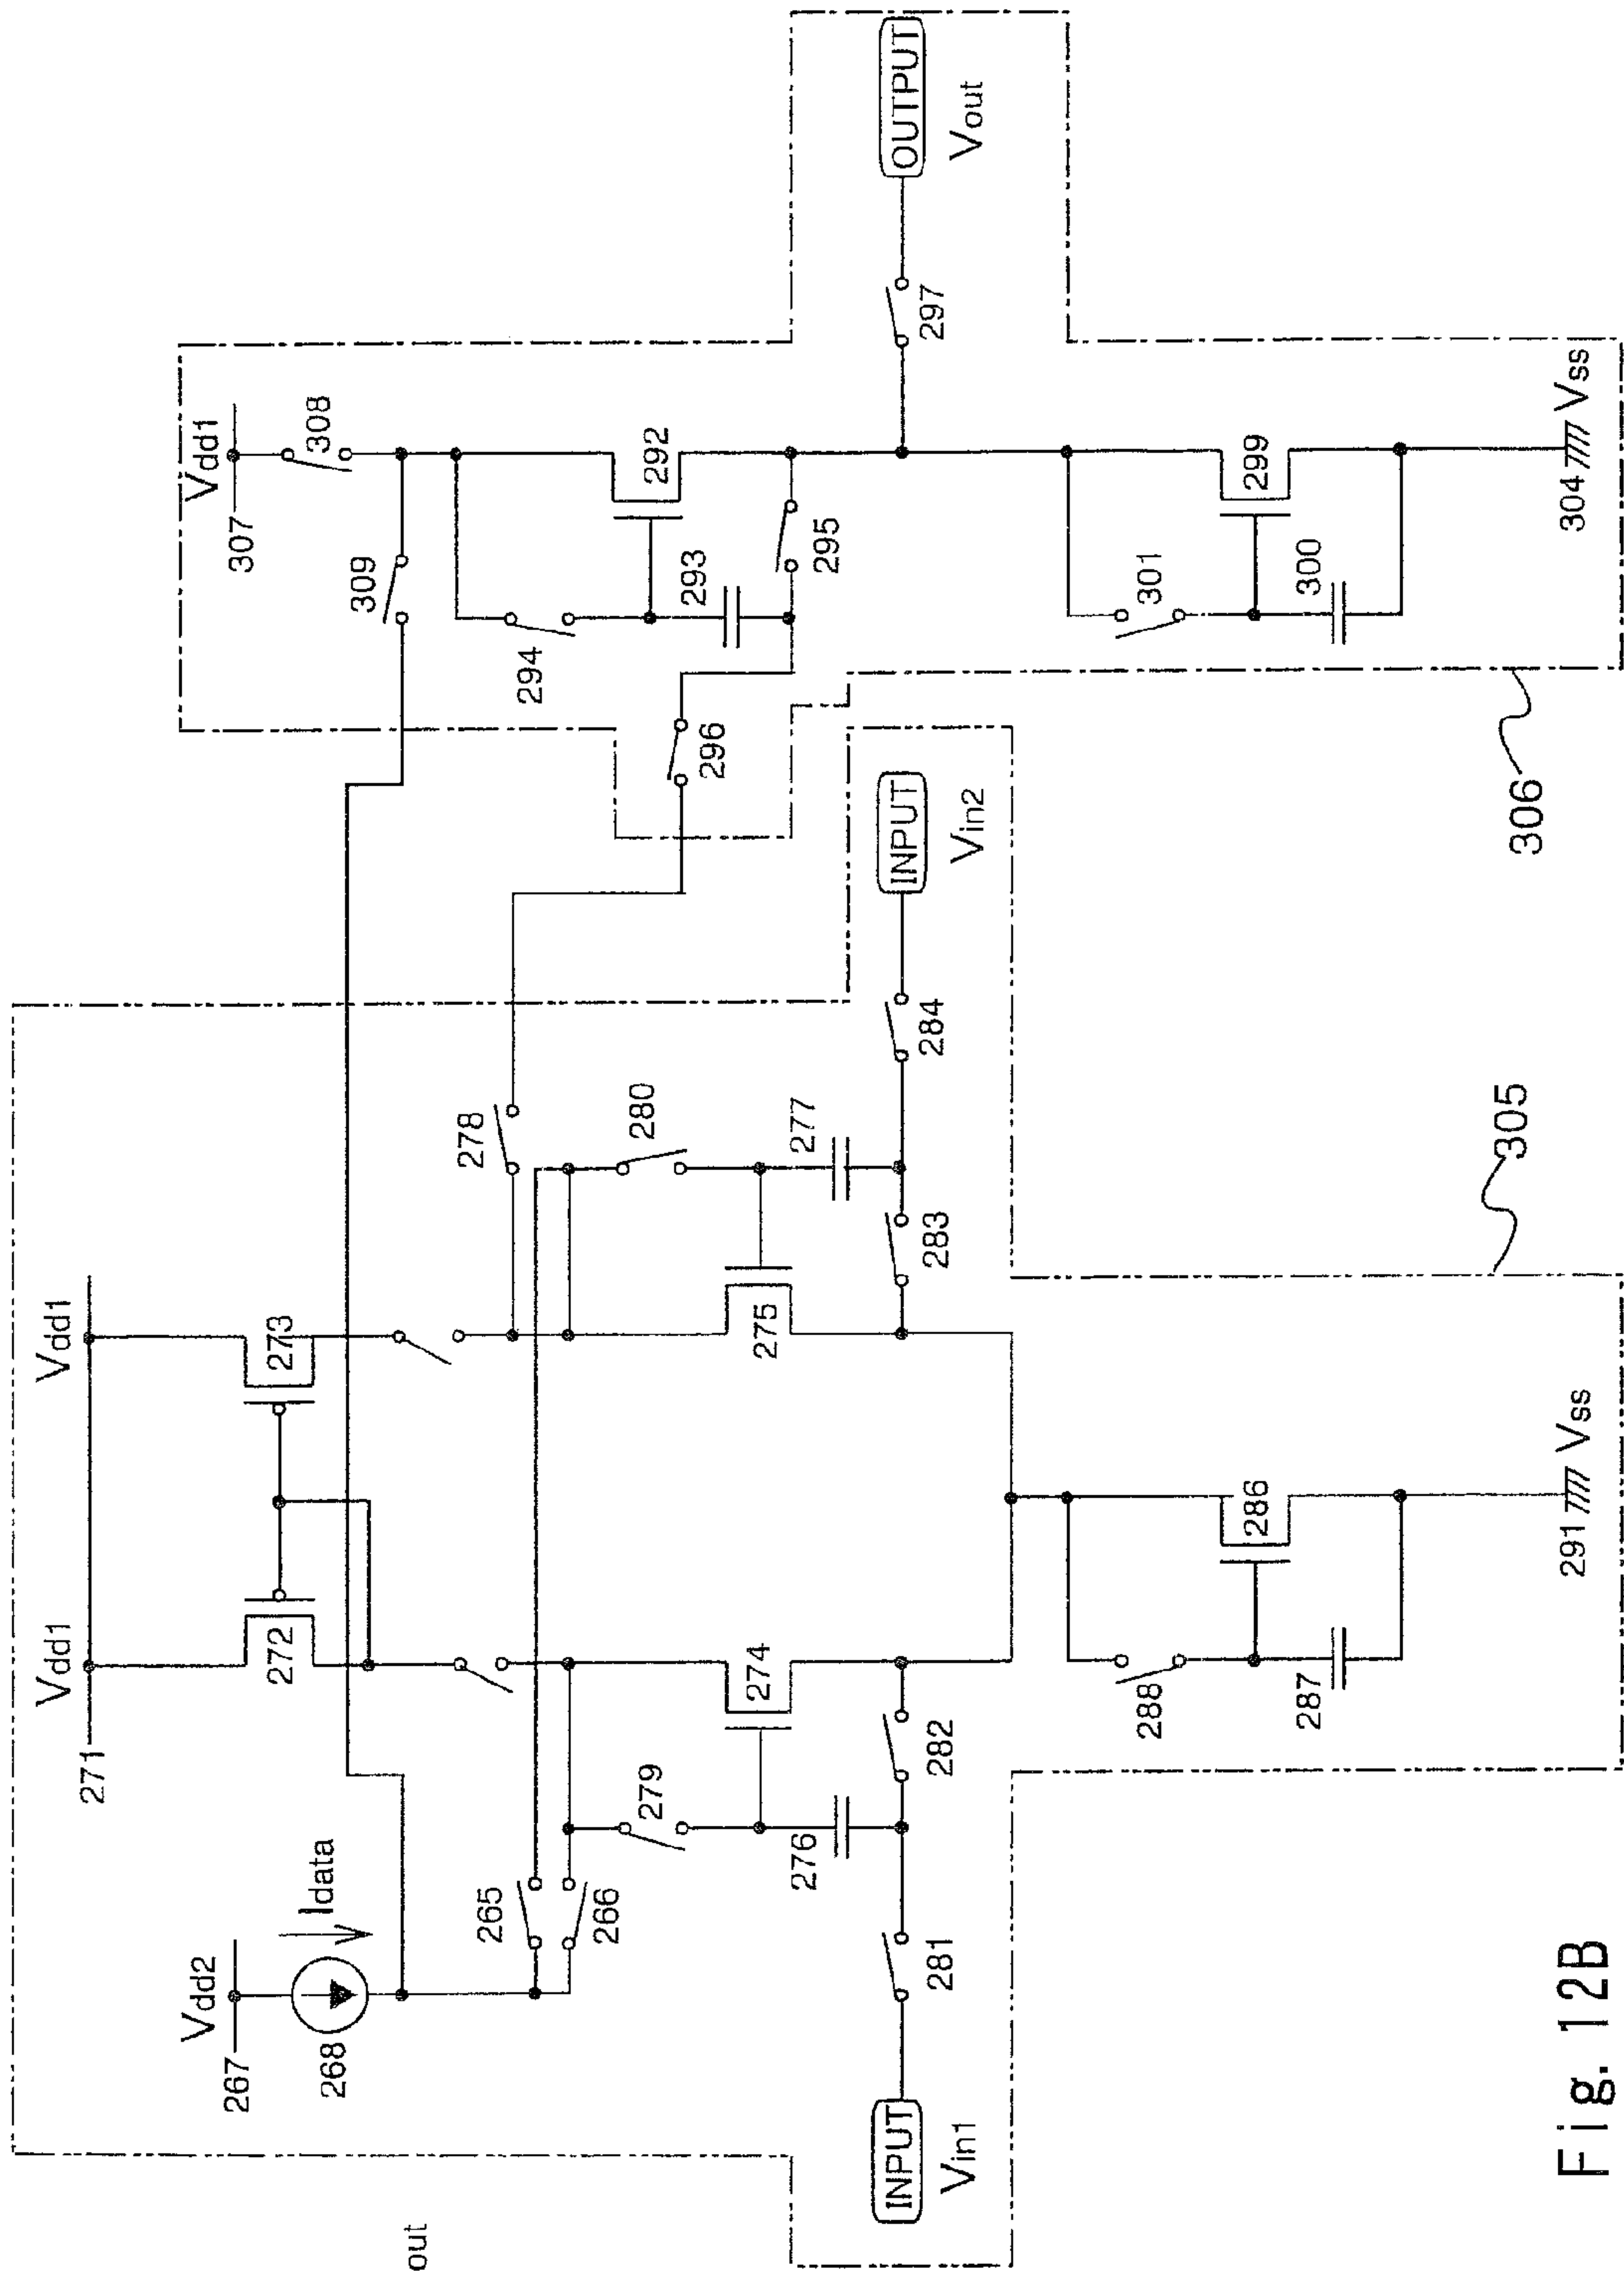 out
Vdd2
267
268
Idata
271
Vdd1
Vdd1
272
273
265
266
278
279
280
274
275
276
277
INPUT
Vin1
281
282
283
284
INPUT
Vin2
288
286
287
291
Vss
305
Vdd1
307
308
309
292
294
293
295
296
297
OUTPUT
Vout
301
299
300
304
Vss
306
Fig. 12B